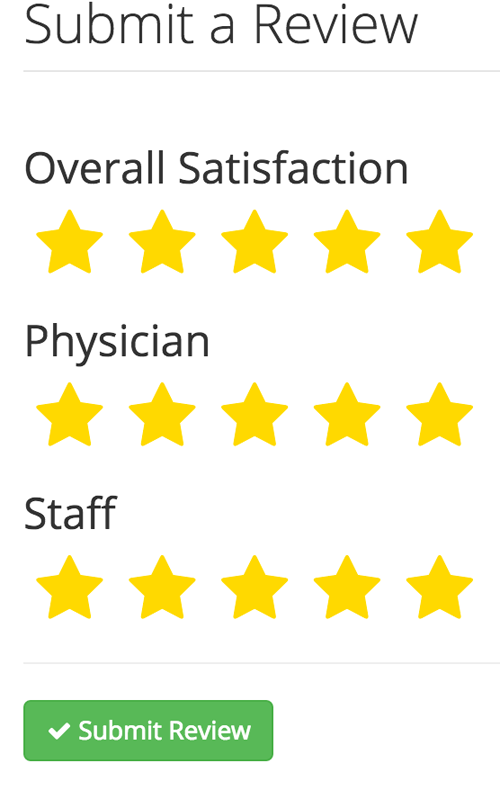 Submit a Review
Overall Satisfaction
Physician
Staff
Submit Review